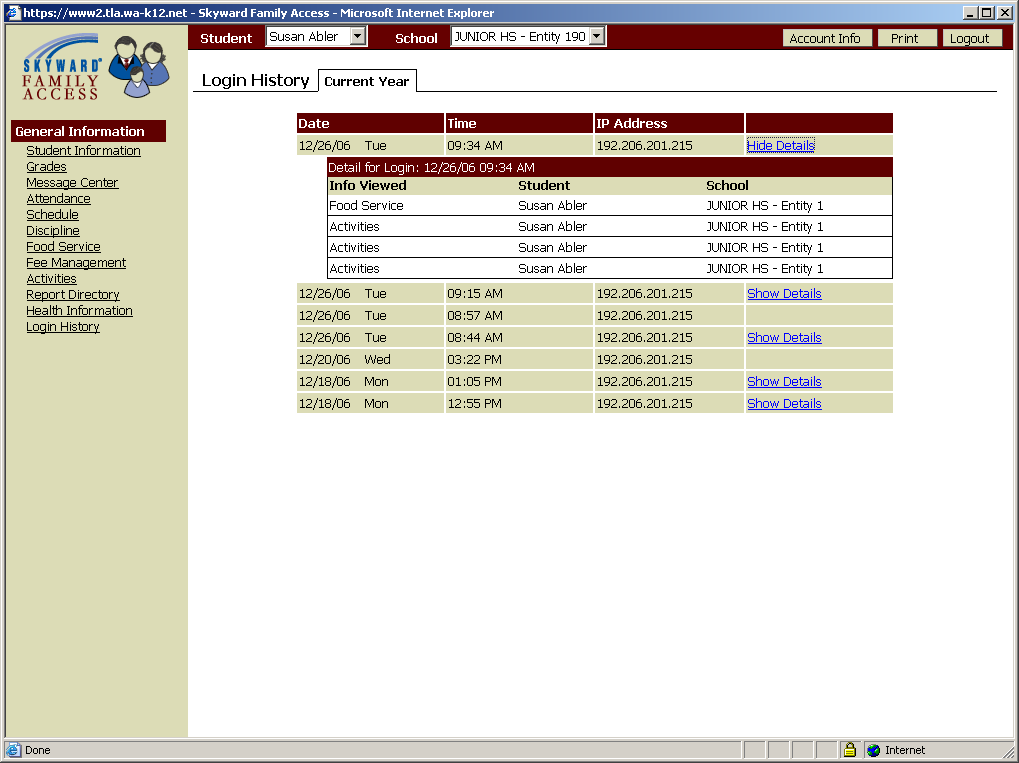 https://www2.tla.wa-k12.net - Skyward Family Access - Microsoft Internet Explorer
SKYWARD®
FAMILY
ACCESS
Student Susan Abler School JUNIOR HS - Entity 190 Account Info Print Logout
Login History Current Year
General Information
Student Information
Grades
Message Center
Attendance
Schedule
Discipline
Food Service
Fee Management
Activities
Report Directory
Health Information
Login History
Date Time IP Address
12/26/06 Tue 09:34 AM 192.206.201.215 Hide Details
Detail for Login: 12/26/06 09:34 AM
Info Viewed Student School
Food Service Susan Abler JUNIOR HS - Entity 1
Activities Susan Abler JUNIOR HS - Entity 1
Activities Susan Abler JUNIOR HS - Entity 1
Activities Susan Abler JUNIOR HS - Entity 1
12/26/06 Tue 09:15 AM 192.206.201.215 Show Details
12/26/06 Tue 08:57 AM 192.206.201.215
12/26/06 Tue 08:44 AM 192.206.201.215 Show Details
12/20/06 Wed 03:22 PM 192.206.201.215
12/18/06 Mon 01:05 PM 192.206.201.215 Show Details
12/18/06 Mon 12:55 PM 192.206.201.215 Show Details
Done Internet